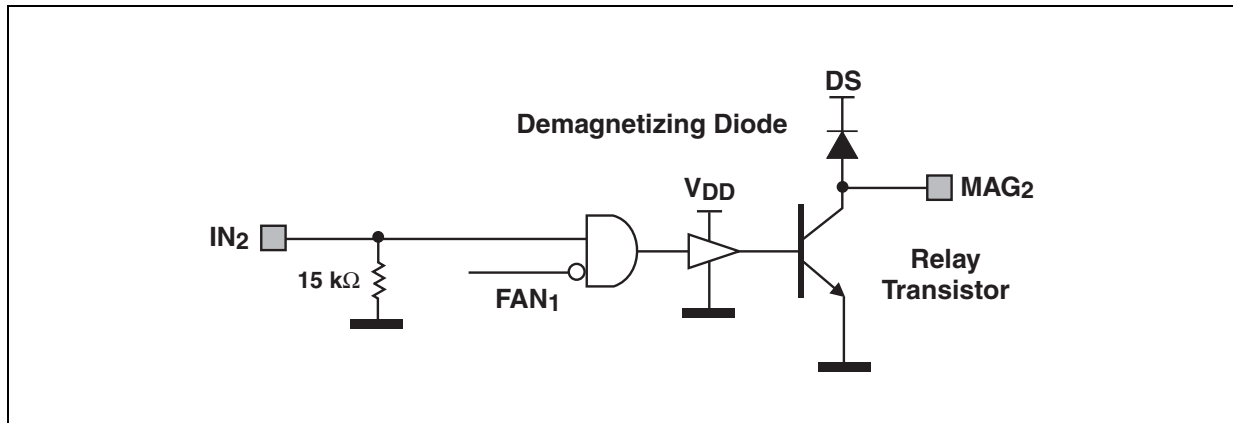 DS
Demagnetizing Diode
VDD
MAG2
IN2
15 kΩ
FAN1
Relay
Transistor